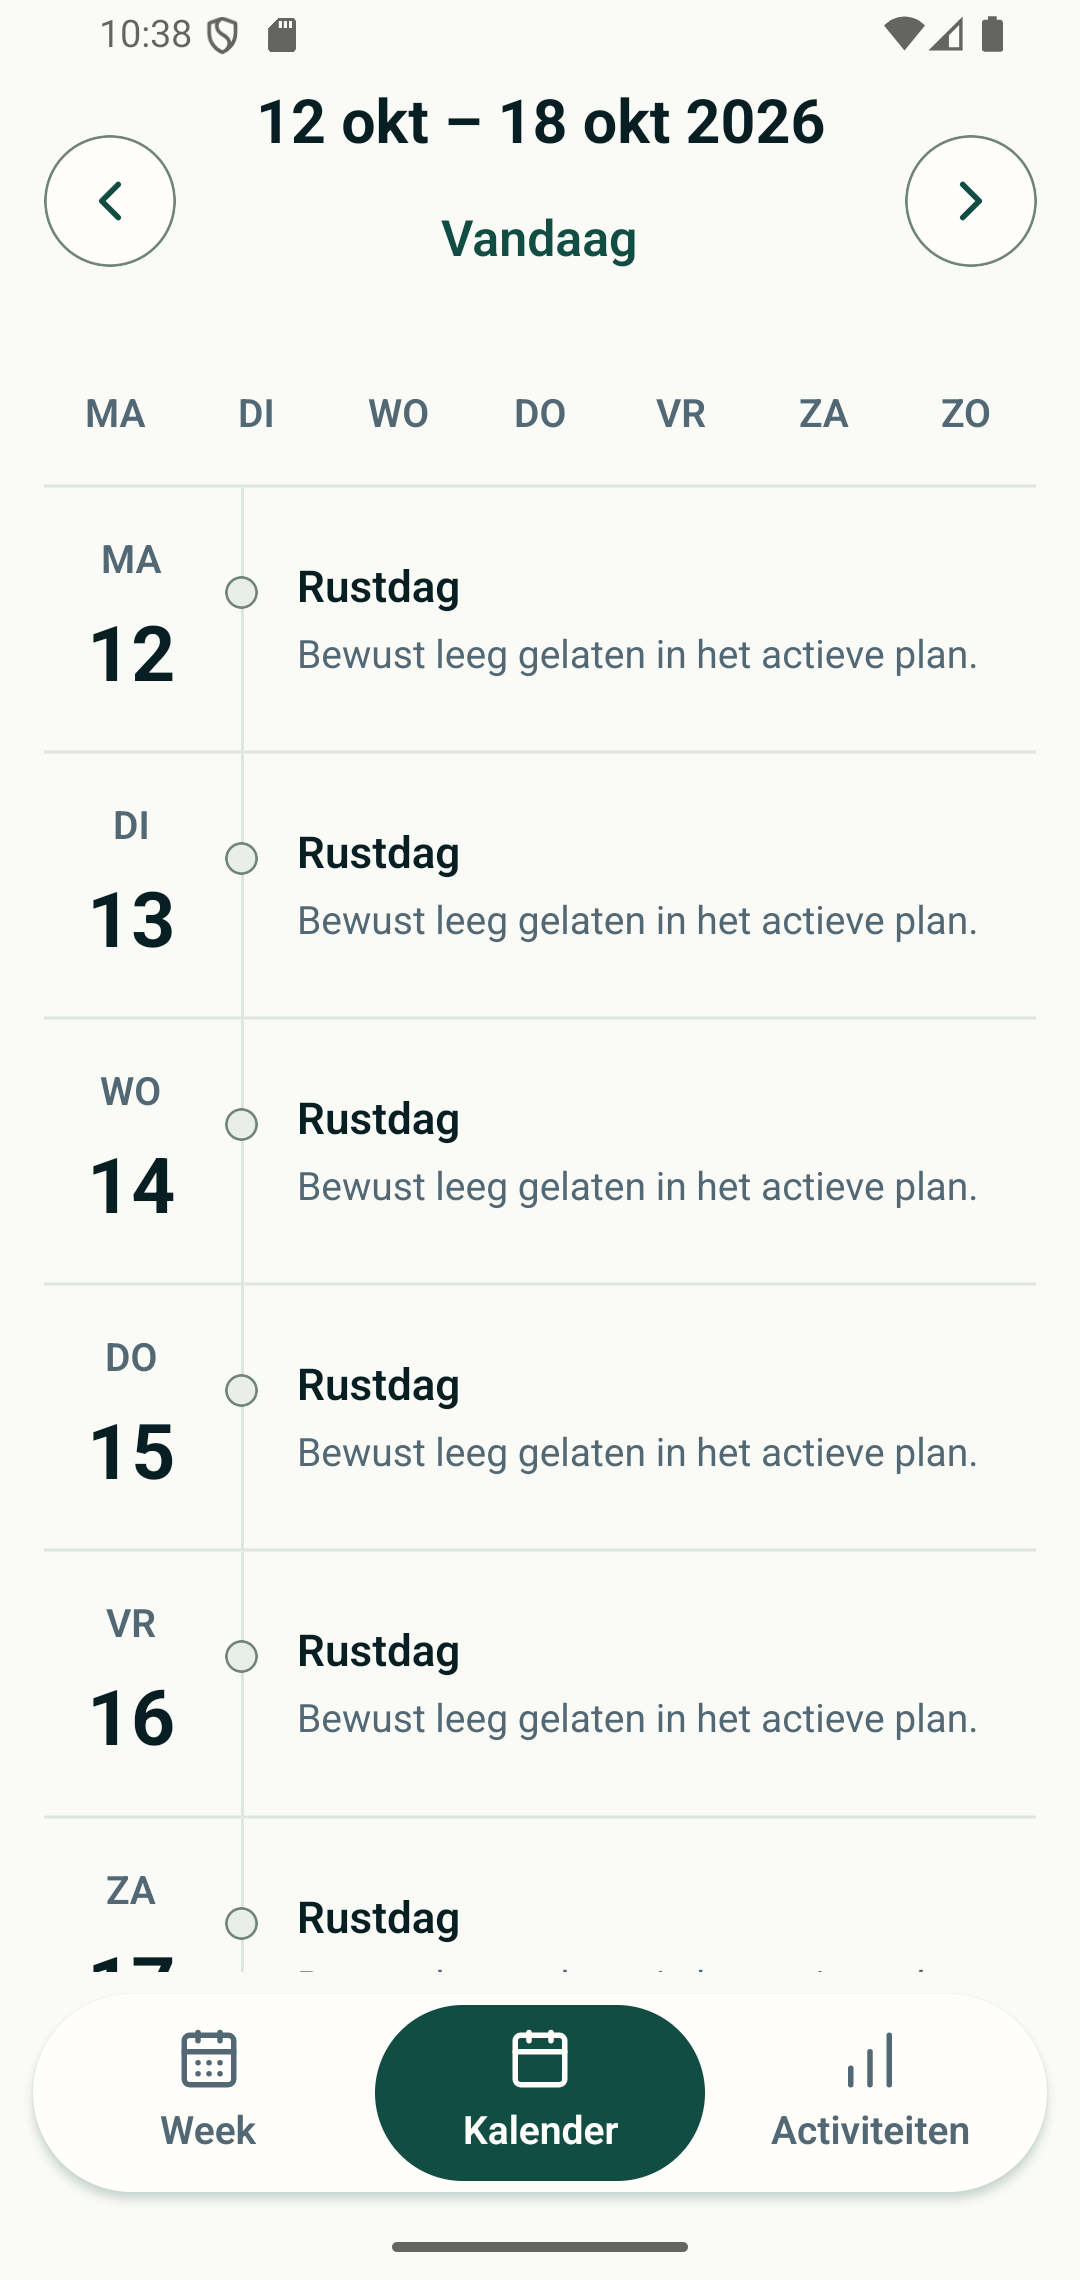 10:38
12 okt – 18 okt 2026
Vandaag
MA DI WO DO VR ZA ZO
MA
12
Rustdag
Bewust leeg gelaten in het actieve plan.
DI
13
Rustdag
Bewust leeg gelaten in het actieve plan.
WO
14
Rustdag
Bewust leeg gelaten in het actieve plan.
DO
15
Rustdag
Bewust leeg gelaten in het actieve plan.
VR
16
Rustdag
Bewust leeg gelaten in het actieve plan.
ZA
17
Rustdag
Week
Kalender
Activiteiten